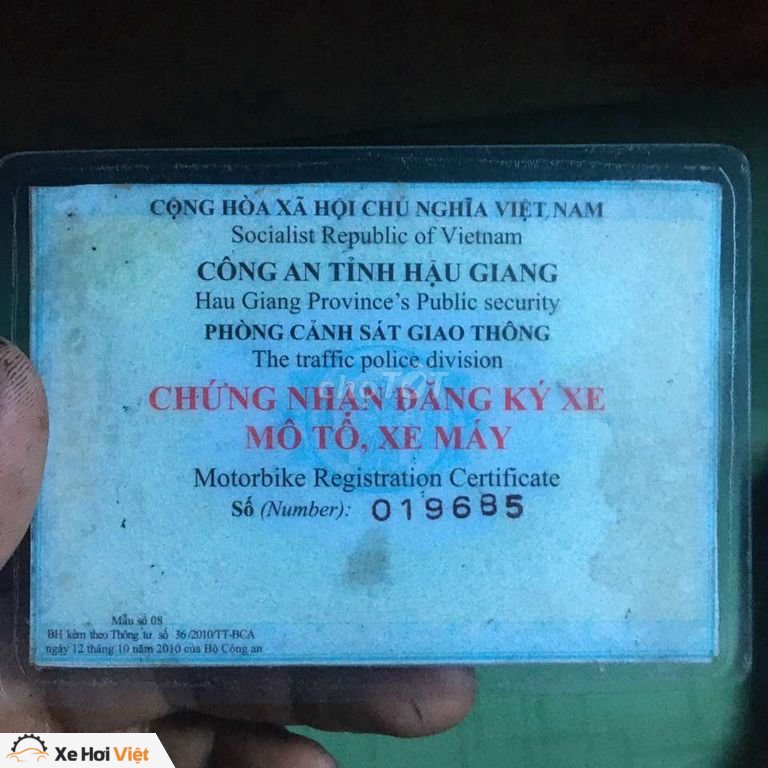 CỘNG HÒA XÃ HỘI CHỦ NGHĨA VIỆT NAM
Socialist Republic of Vietnam
CÔNG AN TỈNH HẬU GIANG
Hau Giang Province's Public security
PHÒNG CẢNH SÁT GIAO THÔNG
The traffic police division
choTỐT
CHỨNG NHẬN ĐĂNG KÝ XE
MÔ TÔ, XE MÁY
Motorbike Registration Certificate
Số (Number): 019685
Mẫu số 08
BH kèm theo Thông tư số 36/2010/TT-BCA
ngày 12 tháng 10 năm 2010 của Bộ Công an
Xe Hơi Việt